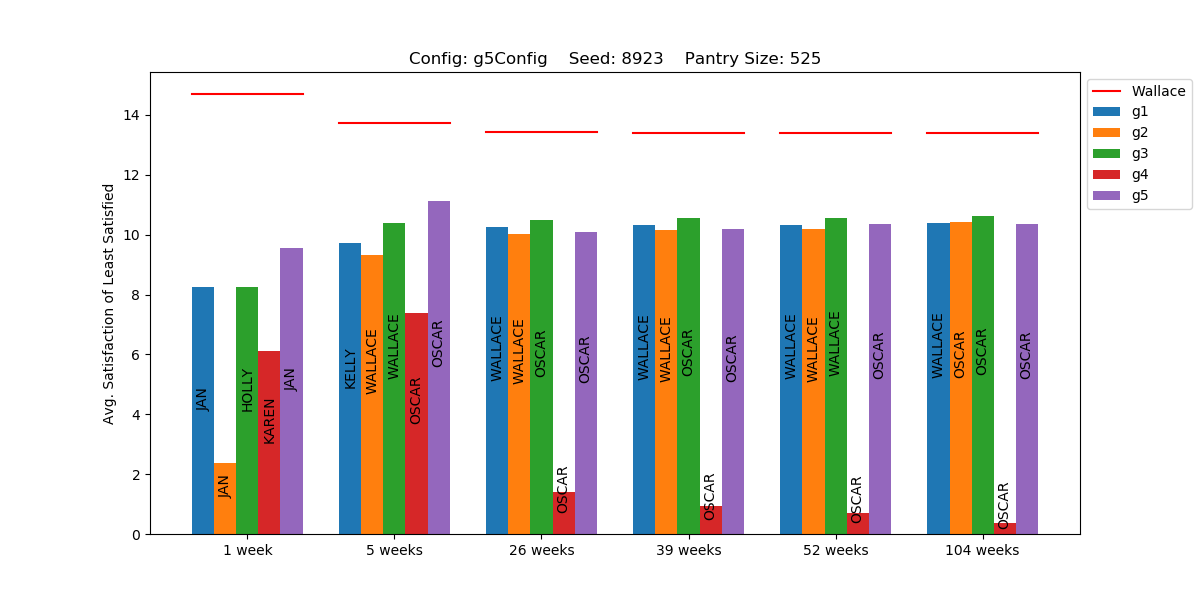 Config: g5Config    Seed: 8923    Pantry Size: 525
Avg. Satisfaction of Least Satisfied
14
12
10
8
6
4
2
0
JAN
JAN
HOLLY
KAREN
JAN
KELLY
WALLACE
WALLACE
OSCAR
OSCAR
WALLACE
WALLACE
OSCAR
OSCAR
OSCAR
WALLACE
WALLACE
OSCAR
OSCAR
OSCAR
WALLACE
WALLACE
WALLACE
OSCAR
OSCAR
WALLACE
OSCAR
OSCAR
OSCAR
OSCAR
1 week
5 weeks
26 weeks
39 weeks
52 weeks
104 weeks
Wallace
g1
g2
g3
g4
g5